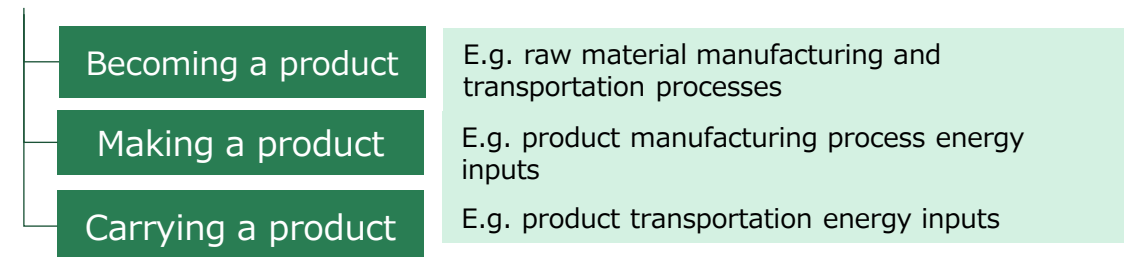 Becoming a product
E.g. raw material manufacturing and
transportation processes
Making a product
E.g. product manufacturing process energy
inputs
Carrying a product
E.g. product transportation energy inputs